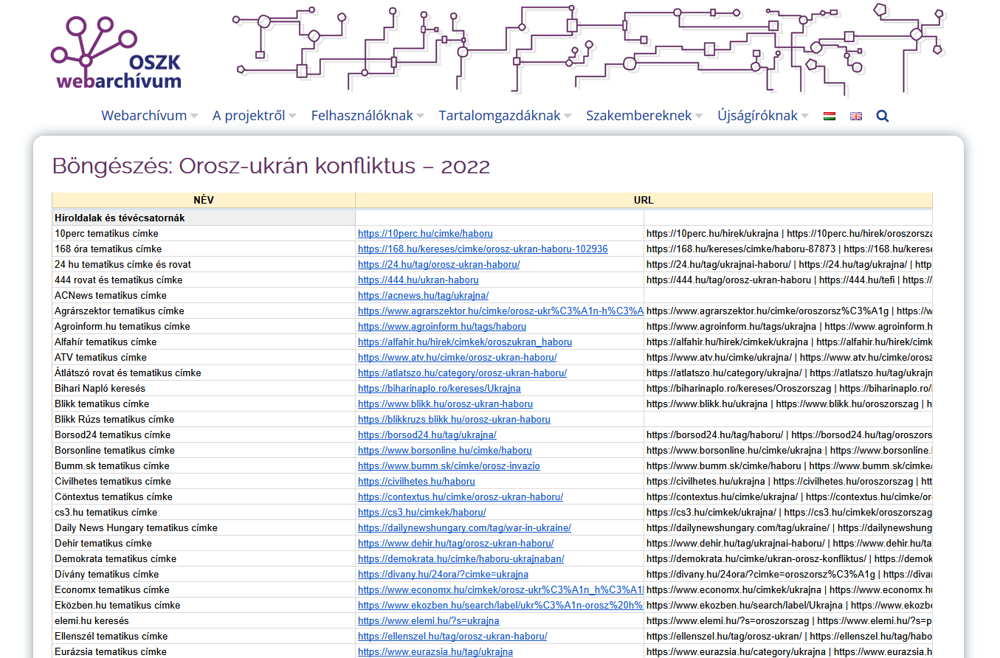 OSZK
webarchívum
Webarchívum A projektről Felhasználóknak Tartalomgazdáknak Szakembereknek Újságíróknak
Böngészés: Orosz-ukrán konfliktus – 2022
NÉV URL
Híroldalak és tévécsatornák
10perc tematikus címke https://10perc.hu/cimke/haboru https://10perc.hu/hirek/ukrajna | https://10perc.hu/hirek/oroszorsza
168 óra tematikus címke https://168.hu/kereses/cimke/orosz-ukran-haboru-102936 https://168.hu/kereses/cimke/haboru-87873 | https://168.hu/kerese
24 hu tematikus címke és rovat https://24.hu/tag/orosz-ukran-haboru/ https://24.hu/tag/ukrajnai-haboru/ | https://24.hu/tag/ukrajna/ | http
444 rovat és tematikus címke https://444.hu/ukran-haboru https://444.hu/tag/orosz-ukran-haboru | https://444.hu/tefi | https://
ACNews tematikus címke https://acnews.hu/tag/ukrajna/
Agrárszektor tematikus címke https://www.agrarszektor.hu/cimke/orosz-ukr%C3%A1n-h%C3%A https://www.agrarszektor.hu/cimke/oroszorsz%C3%A1g | https://w
Agroinform.hu tematikus címke https://www.agroinform.hu/tags/haboru https://www.agroinform.hu/tags/ukrajna | https://www.agroinform.h
Alfahír tematikus címke https://alfahir.hu/hirek/cimkek/oroszukran_haboru https://alfahir.hu/hirek/cimkek/ukrajna | https://alfahir.hu/hirek/cimk
ATV tematikus címke https://www.atv.hu/cimke/orosz-ukran-haboru/ https://www.atv.hu/cimke/ukrajna/ | https://www.atv.hu/cimke/orosz
Átlátszó rovat és tematikus címke https://atlatszo.hu/category/orosz-ukran-haboru/ https://atlatszo.hu/category/ukrajna/ | https://atlatszo.hu/tag/ukrajn
Bihari Napló keresés https://biharinaplo.ro/kereses/Ukrajna https://biharinaplo.ro/kereses/Oroszorszag | https://biharinaplo.ro/
Blikk tematikus címke https://www.blikk.hu/orosz-ukran-haboru https://www.blikk.hu/ukrajna | https://www.blikk.hu/oroszorszag | h
Blikk Rúzs tematikus címke https://blikkruzs.blikk.hu/orosz-ukran-haboru
Borsod24 tematikus címke https://borsod24.hu/tag/ukrajna/ https://borsod24.hu/tag/haboru/ | https://borsod24.hu/tag/oroszors
Borsonline tematikus címke https://www.borsonline.hu/cimke/haboru https://www.borsonline.hu/cimke/ukrajna | https://www.borsonline.
Bumm.sk tematikus címke https://www.bumm.sk/cimke/orosz-invazio https://www.bumm.sk/cimke/haboru | https://www.bumm.sk/cimke/
Civilhetes tematikus címke https://civilhetes.hu/haboru https://civilhetes.hu/ukrajna | https://civilhetes.hu/oroszorszag | htt
Cöntextus tematikus címke https://contextus.hu/cimke/orosz-ukran-haboru/ https://contextus.hu/cimke/ukrajna/ | https://contextus.hu/cimke/or
cs3.hu tematikus címke https://cs3.hu/cimkek/haboru/ https://cs3.hu/cimkek/ukrajna/ | https://cs3.hu/cimkek/oroszorszag
Daily News Hungary tematikus címke https://dailynewshungary.com/tag/war-in-ukraine/ https://dailynewshungary.com/tag/ukraine/ | https://dailynewshung
Dehir tematikus címke https://www.dehir.hu/tag/orosz-ukran-haboru/ https://www.dehir.hu/tag/ukrajnai-haboru/ | https://www.dehir.hu/ta
Demokrata tematikus címke https://demokrata.hu/cimke/haboru-ukrajnaban/ https://demokrata.hu/cimke/ukran-orosz-konfliktus/ | https://demok
Dívány tematikus címke https://divany.hu/24ora/?cimke=ukrajna https://divany.hu/24ora/?cimke=oroszorsz%C3%A1g | https://divan
Economx tematikus címke https://www.economx.hu/cimkek/orosz-ukr%C3%A1n_h%C3%A1 https://www.economx.hu/cimkek/ukrajna | https://www.economx.hu
Eközben.hu tematikus címke https://www.ekozben.hu/search/label/ukr%C3%A1n-orosz%20h% https://www.ekozben.hu/search/label/Ukrajna | https://www.ekozbe
elemi.hu keresés https://www.elemi.hu/?s=ukrajna https://www.elemi.hu/?s=oroszorszag | https://www.elemi.hu/?s=p
Ellenszél tematikus címke https://ellenszel.hu/tag/orosz-ukran-haboru/ https://ellenszel.hu/tag/orosz-ukran/ | https://ellenszel.hu/tag/habo
Eurázsia tematikus címke https://www.eurazsia.hu/tag/ukrajna https://www.eurazsia.hu/category/ukrajna | https://www.eurazsia.h